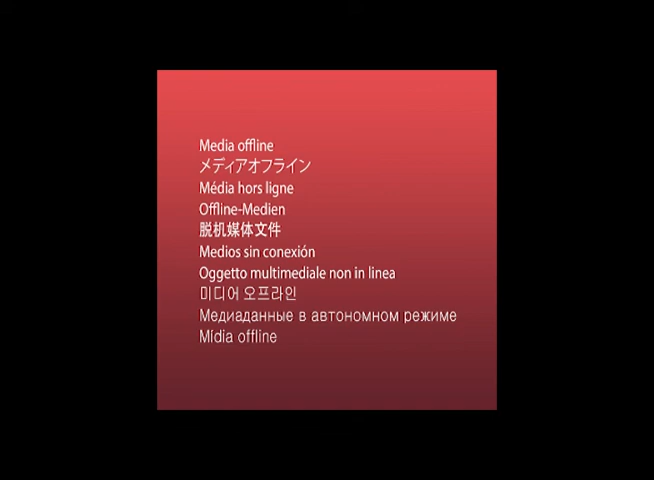 Media offline
メディアオフライン
Média hors ligne
Offline-Medien
脱机媒体文件
Medios sin conexión
Oggetto multimediale non in linea
미디어 오프라인
Медиаданные в автономном режиме
Mídia offline